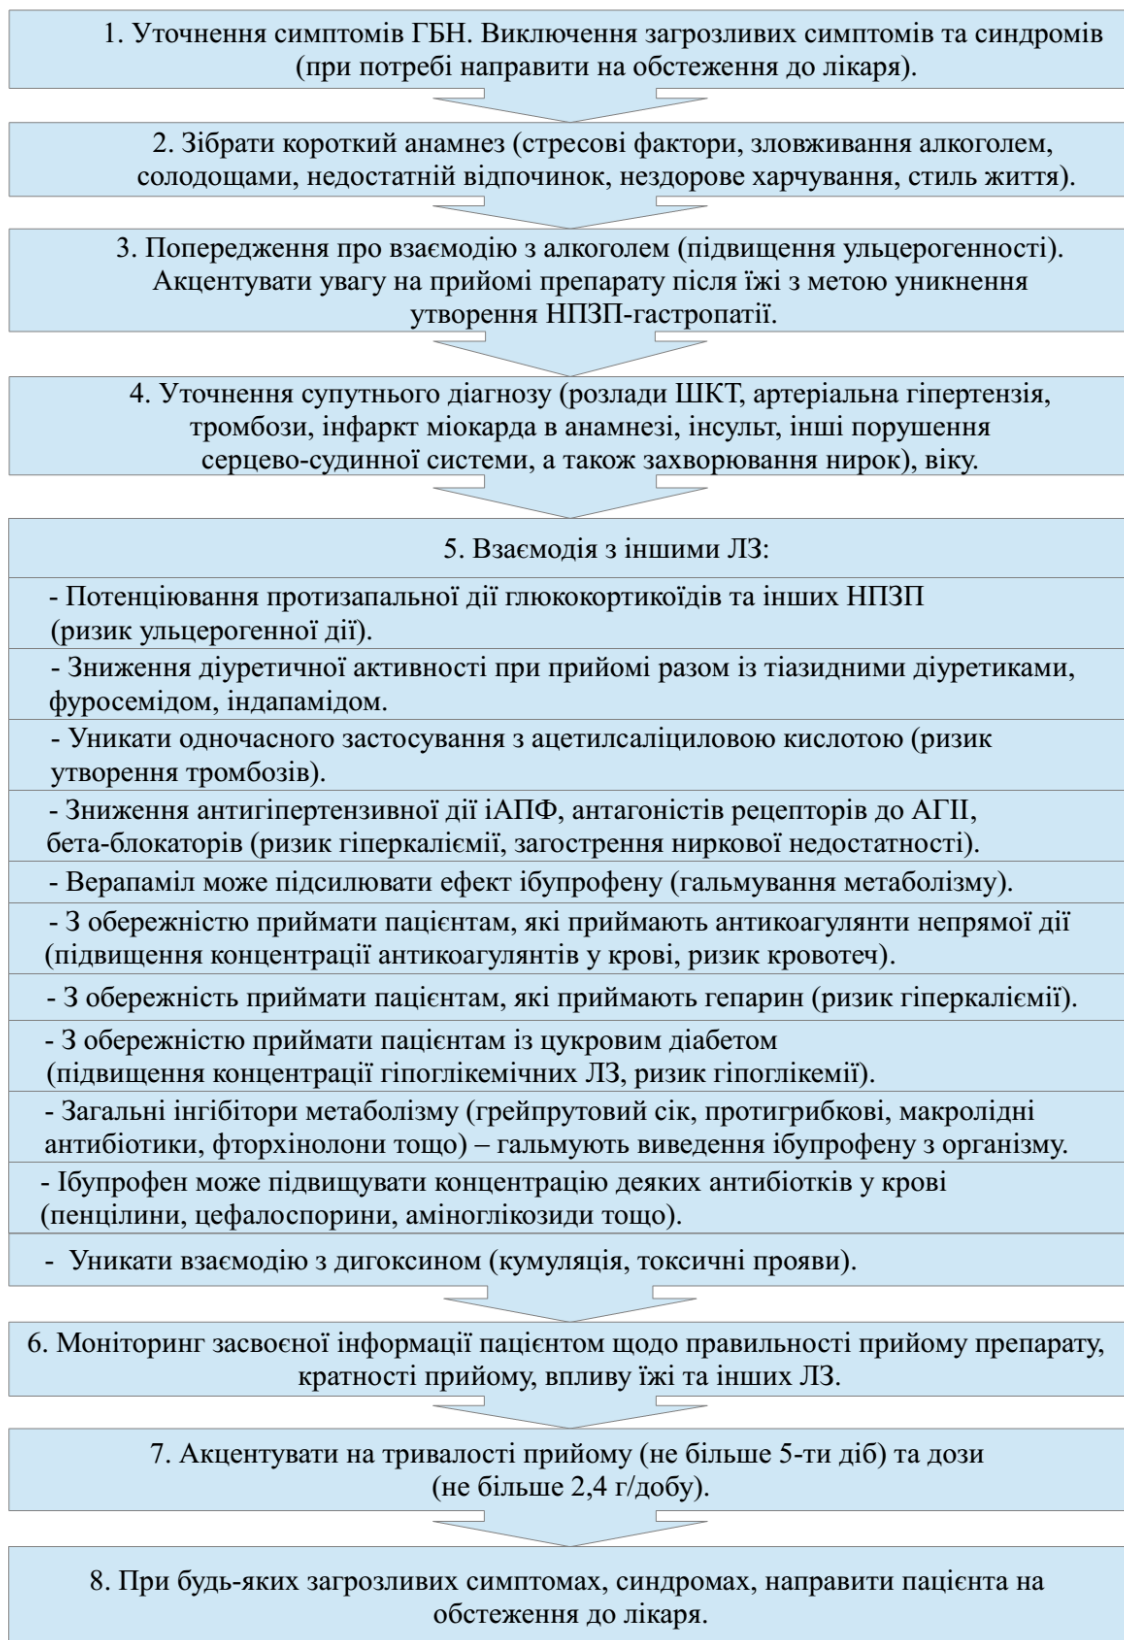 1. Уточнення симптомів ГБН. Виключення загрозливих симптомів та синдромів
(при потребі направити на обстеження до лікаря).
2. Зібрати короткий анамнез (стресові фактори, зловживання алкоголем,
солодощами, недостатній відпочинок, нездорове харчування, стиль життя).
3. Попередження про взаємодію з алкоголем (підвищення ульцерогенності).
Акцентувати увагу на прийомі препарату після їжі з метою уникнення
утворення НПЗП-гастропатії.
4. Уточнення супутнього діагнозу (розлади ШКТ, артеріальна гіпертензія,
тромбози, інфаркт міокарда в анамнезі, інсульт, інші порушення
серцево-судинної системи, а також захворювання нирок), віку.
5. Взаємодія з іншими ЛЗ:
- Потенціювання протизапальної дії глюкокортикоїдів та інших НПЗП
(ризик ульцерогенної дії).
- Зниження діуретичної активності при прийомі разом із тіазидними діуретиками,
фуросемідом, індапамідом.
- Уникати одночасного застосування з ацетилсаліциловою кислотою (ризик
утворення тромбозів).
- Зниження антигіпертензивної дії іАПФ, антагоністів рецепторів до АГІІ,
бета-блокаторів (ризик гіперкаліємії, загострення ниркової недостатності).
- Верапаміл може підсилювати ефект ібупрофену (гальмування метаболізму).
- З обережністю приймати пацієнтам, які приймають антикоагулянти непрямої дії
(підвищення концентрації антикоагулянтів у крові, ризик кровотеч).
- З обережність приймати пацієнтам, які приймають гепарин (ризик гіперкаліємії).
- З обережністю приймати пацієнтам із цукровим діабетом
(підвищення концентрації гіпоглікемічних ЛЗ, ризик гіпоглікемії).
- Загальні інгібітори метаболізму (грейпрутовий сік, протигрибкові, макролідні
антибіотики, фторхінолони тощо) – гальмують виведення ібупрофену з організму.
- Ібупрофен може підвищувати концентрацію деяких антибіотків у крові
(пенціліни, цефалоспорини, аміноглікозиди тощо).
- Уникати взаємодію з дигоксином (кумуляція, токсичні прояви).
6. Моніторинг засвоєної інформації пацієнтом щодо правильності прийому препарату,
кратності прийому, впливу їжі та інших ЛЗ.
7. Акцентувати на тривалості прийому (не більше 5-ти діб) та дози
(не більше 2,4 г/добу).
8. При будь-яких загрозливих симптомах, синдромах, направити пацієнта на
обстеження до лікаря.